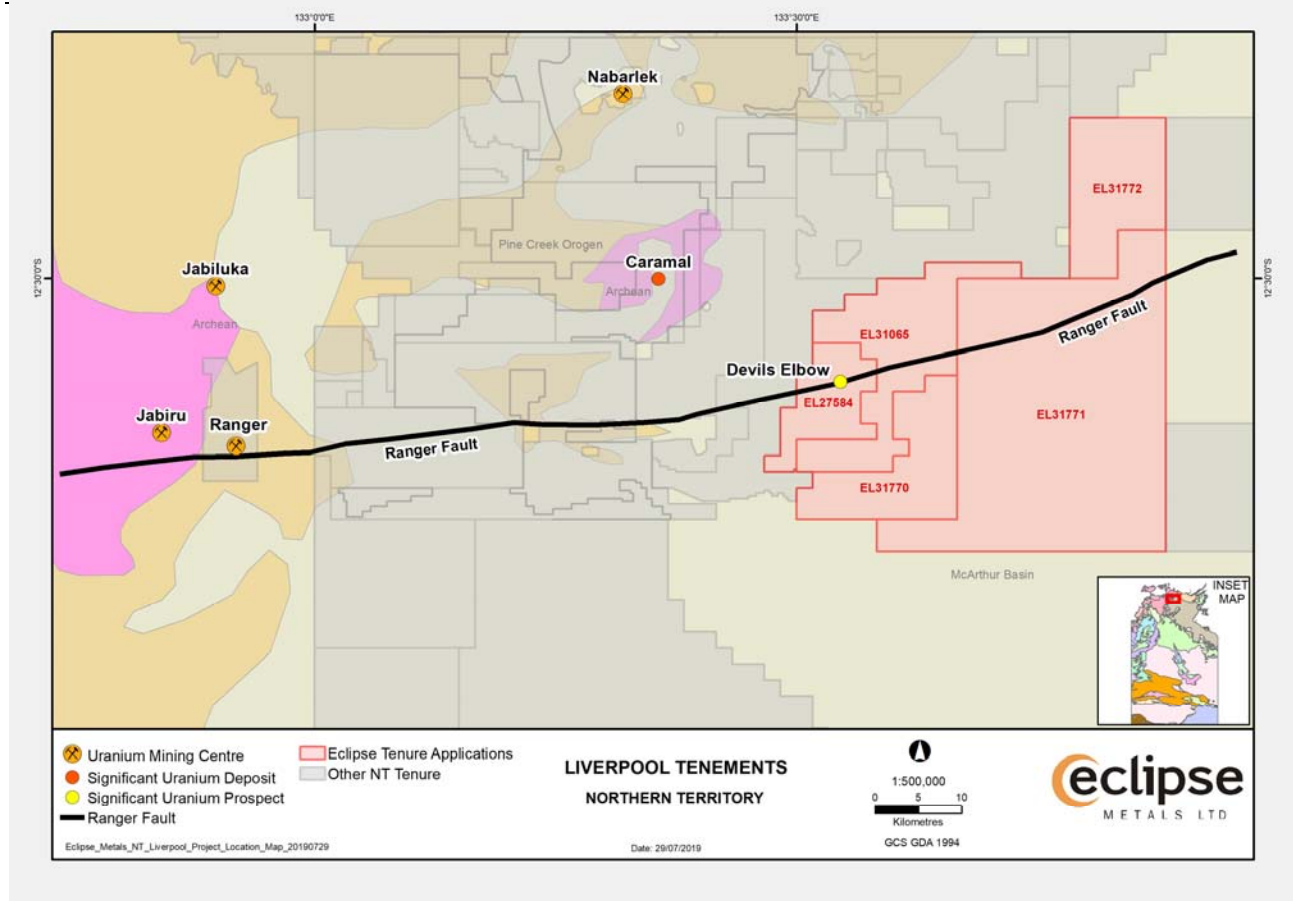 133°0'0"E
133°30'0"E
Nabarlek
EL31772
Pine Creek Orogen
12°30'0"S
Jabiluka
Caramal
12°30'0"S
Archean
Archean
EL31065
Ranger Fault
Devils Elbow
EL27584
EL31771
Jabiru
Ranger
Ranger Fault
EL31770
McArthur Basin
INSET
MAP
Uranium Mining Centre
Significant Uranium Deposit
Significant Uranium Prospect
Ranger Fault
Eclipse Tenure Applications
Other NT Tenure
LIVERPOOL TENEMENTS
NORTHERN TERRITORY
1:500,000
0 5 10
Kilometres
GCS GDA 1994
eclipse
METALS LTD
Eclipse_Metals_NT_Liverpool_Project_Location_Map_20190729
Date: 29/07/2019